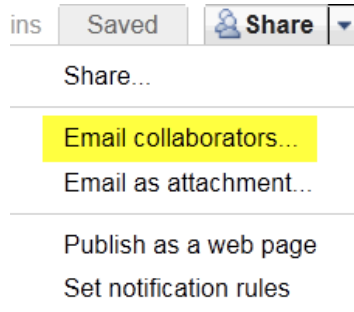 ins Saved Share
Share...
Email collaborators...
Email as attachment...
Publish as a web page
Set notification rules